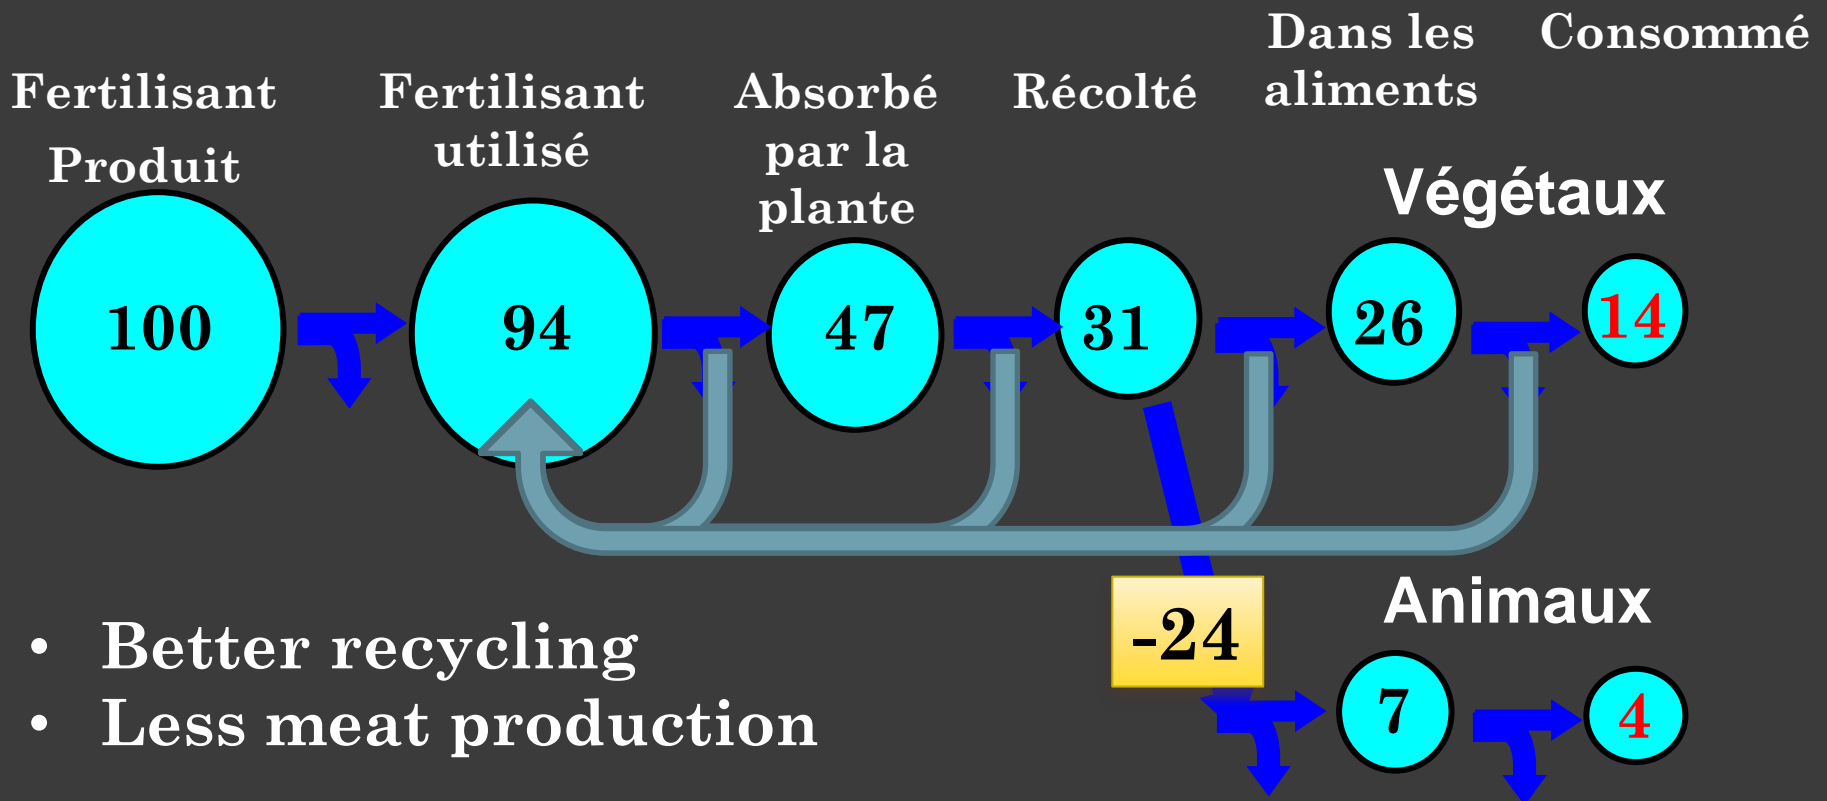 Fertilisant
Produit
Fertilisant
utilisé
Absorbé
par la
plante
Récolté
Dans les
aliments
Consommé
Végétaux
100
94
47
31
26
14
-24
Animaux
7
4
• Better recycling
• Less meat production